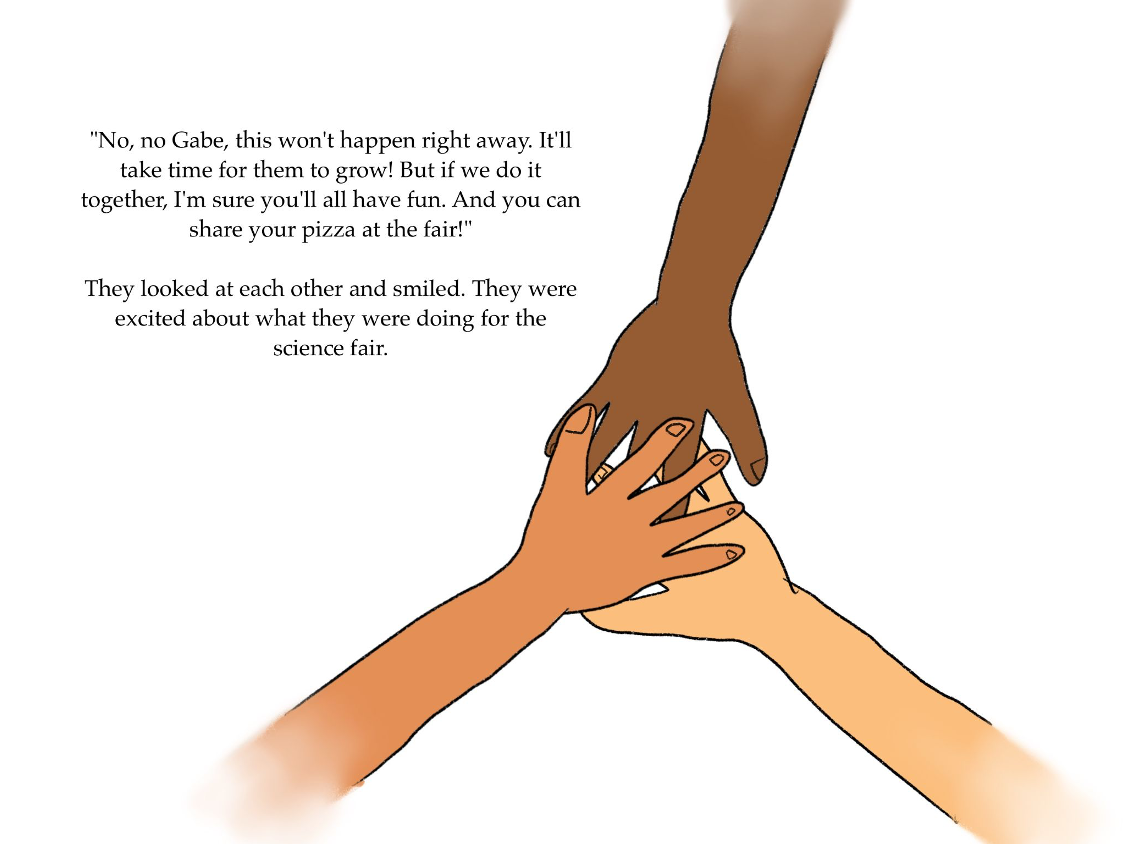 "No, no Gabe, this won't happen right away. It'll
take time for them to grow! But if we do it
together, I'm sure you'll all have fun. And you can
share your pizza at the fair!"
They looked at each other and smiled. They were
excited about what they were doing for the
science fair.